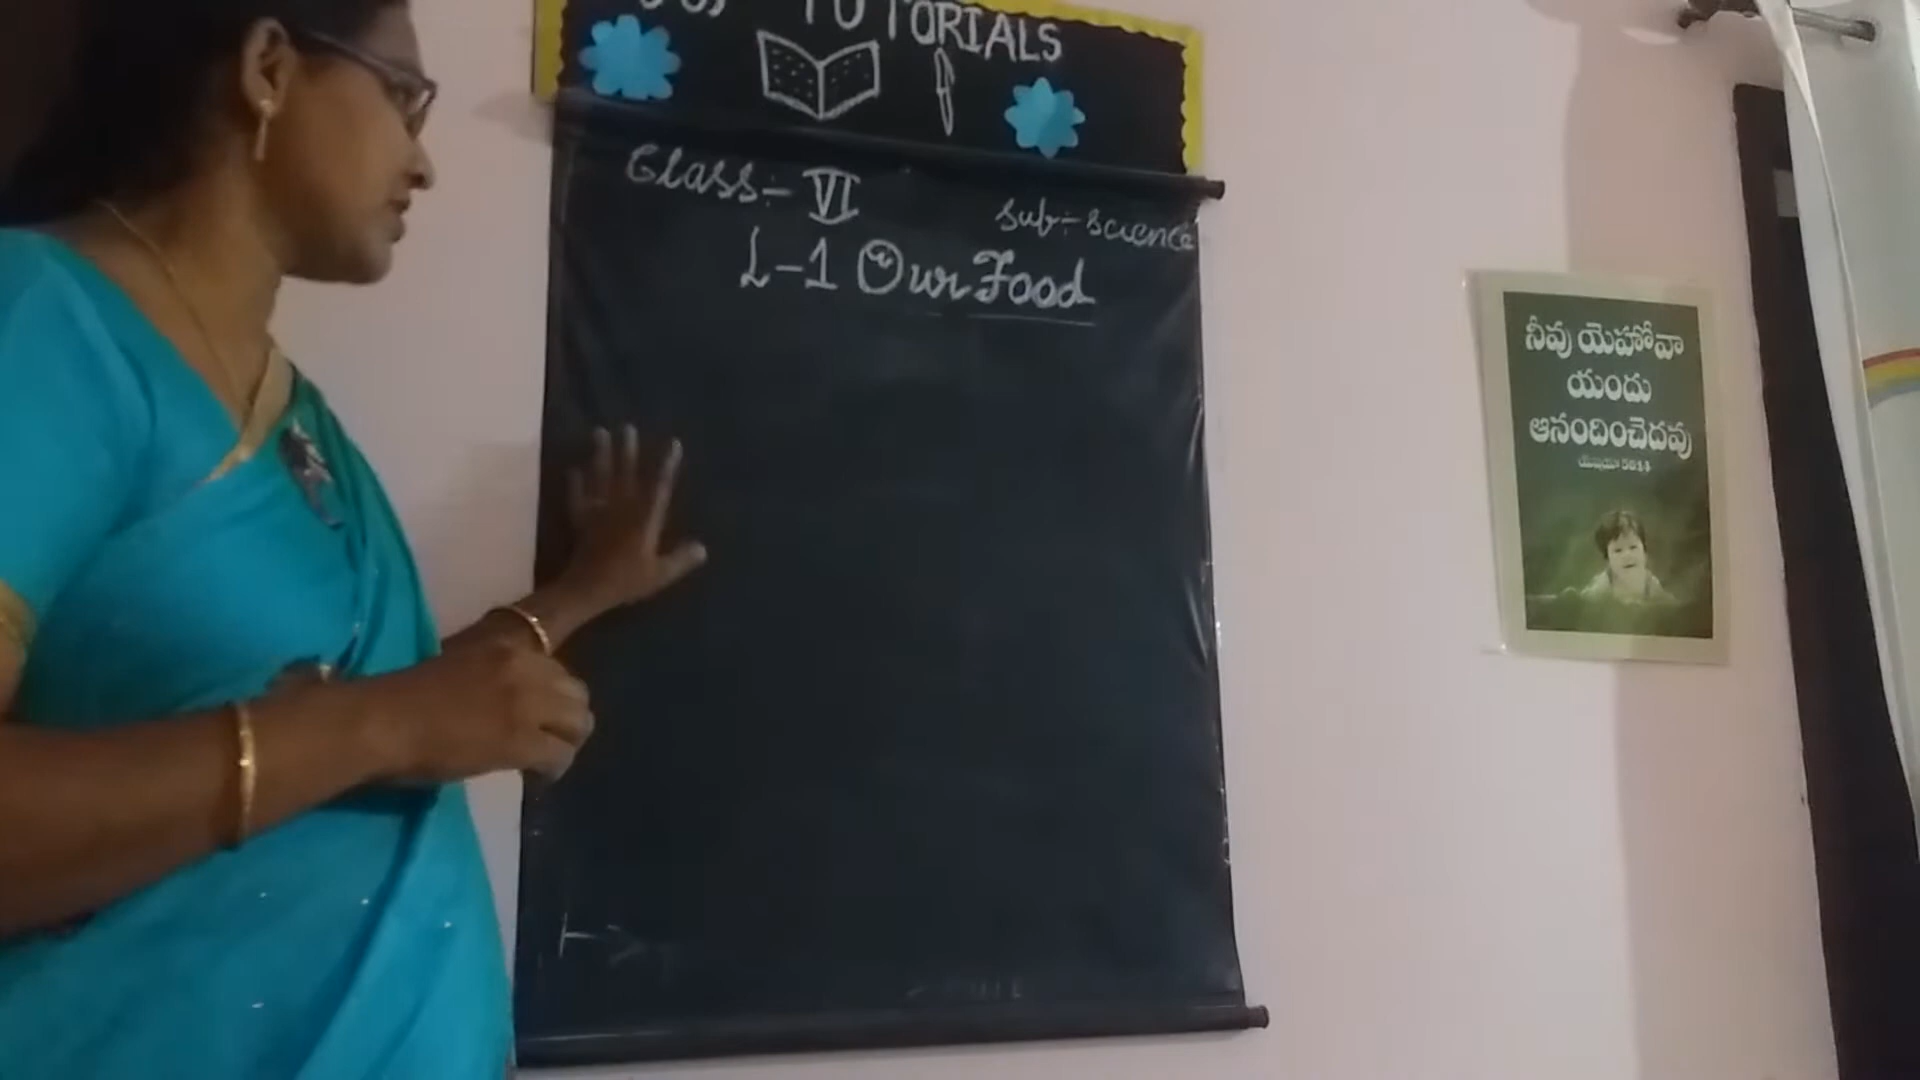 TUTORIALS
Class:- VI
Sub:- Science
L-1 Our Food
నీవు యెహోవా
యందు
ఆనందించెదవు